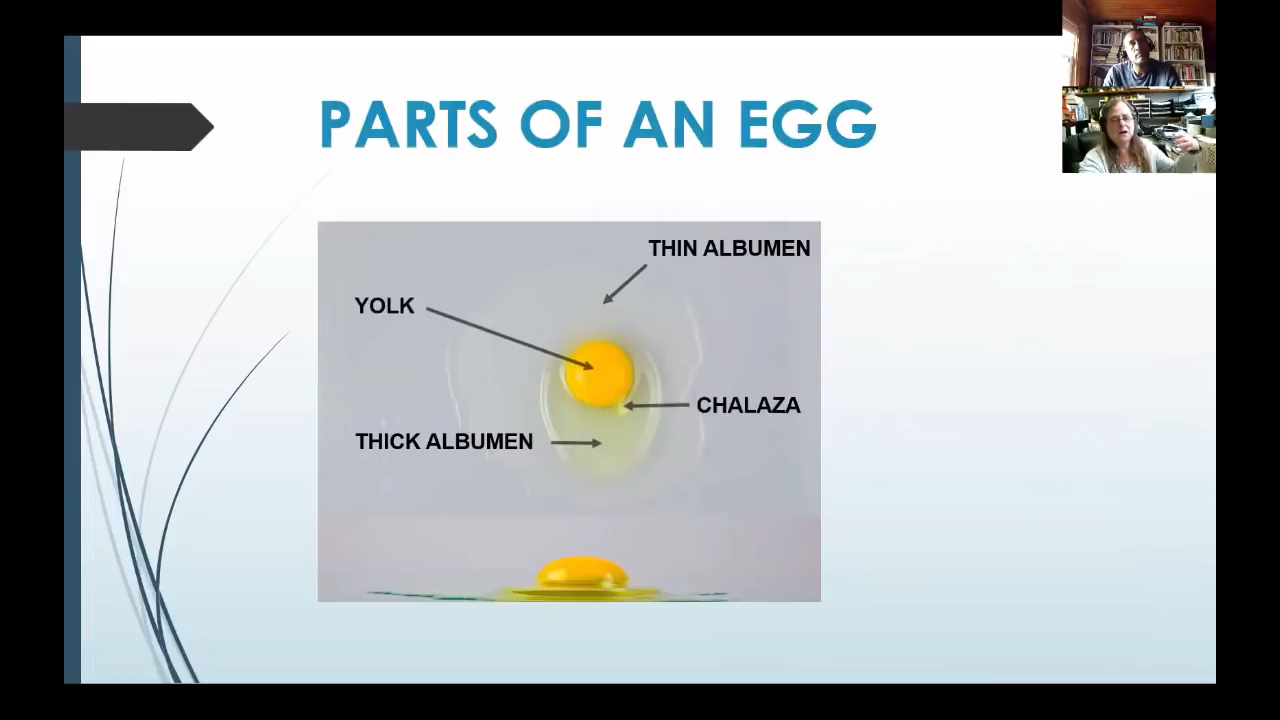 PARTS OF AN EGG
THIN ALBUMEN
YOLK
CHALAZA
THICK ALBUMEN